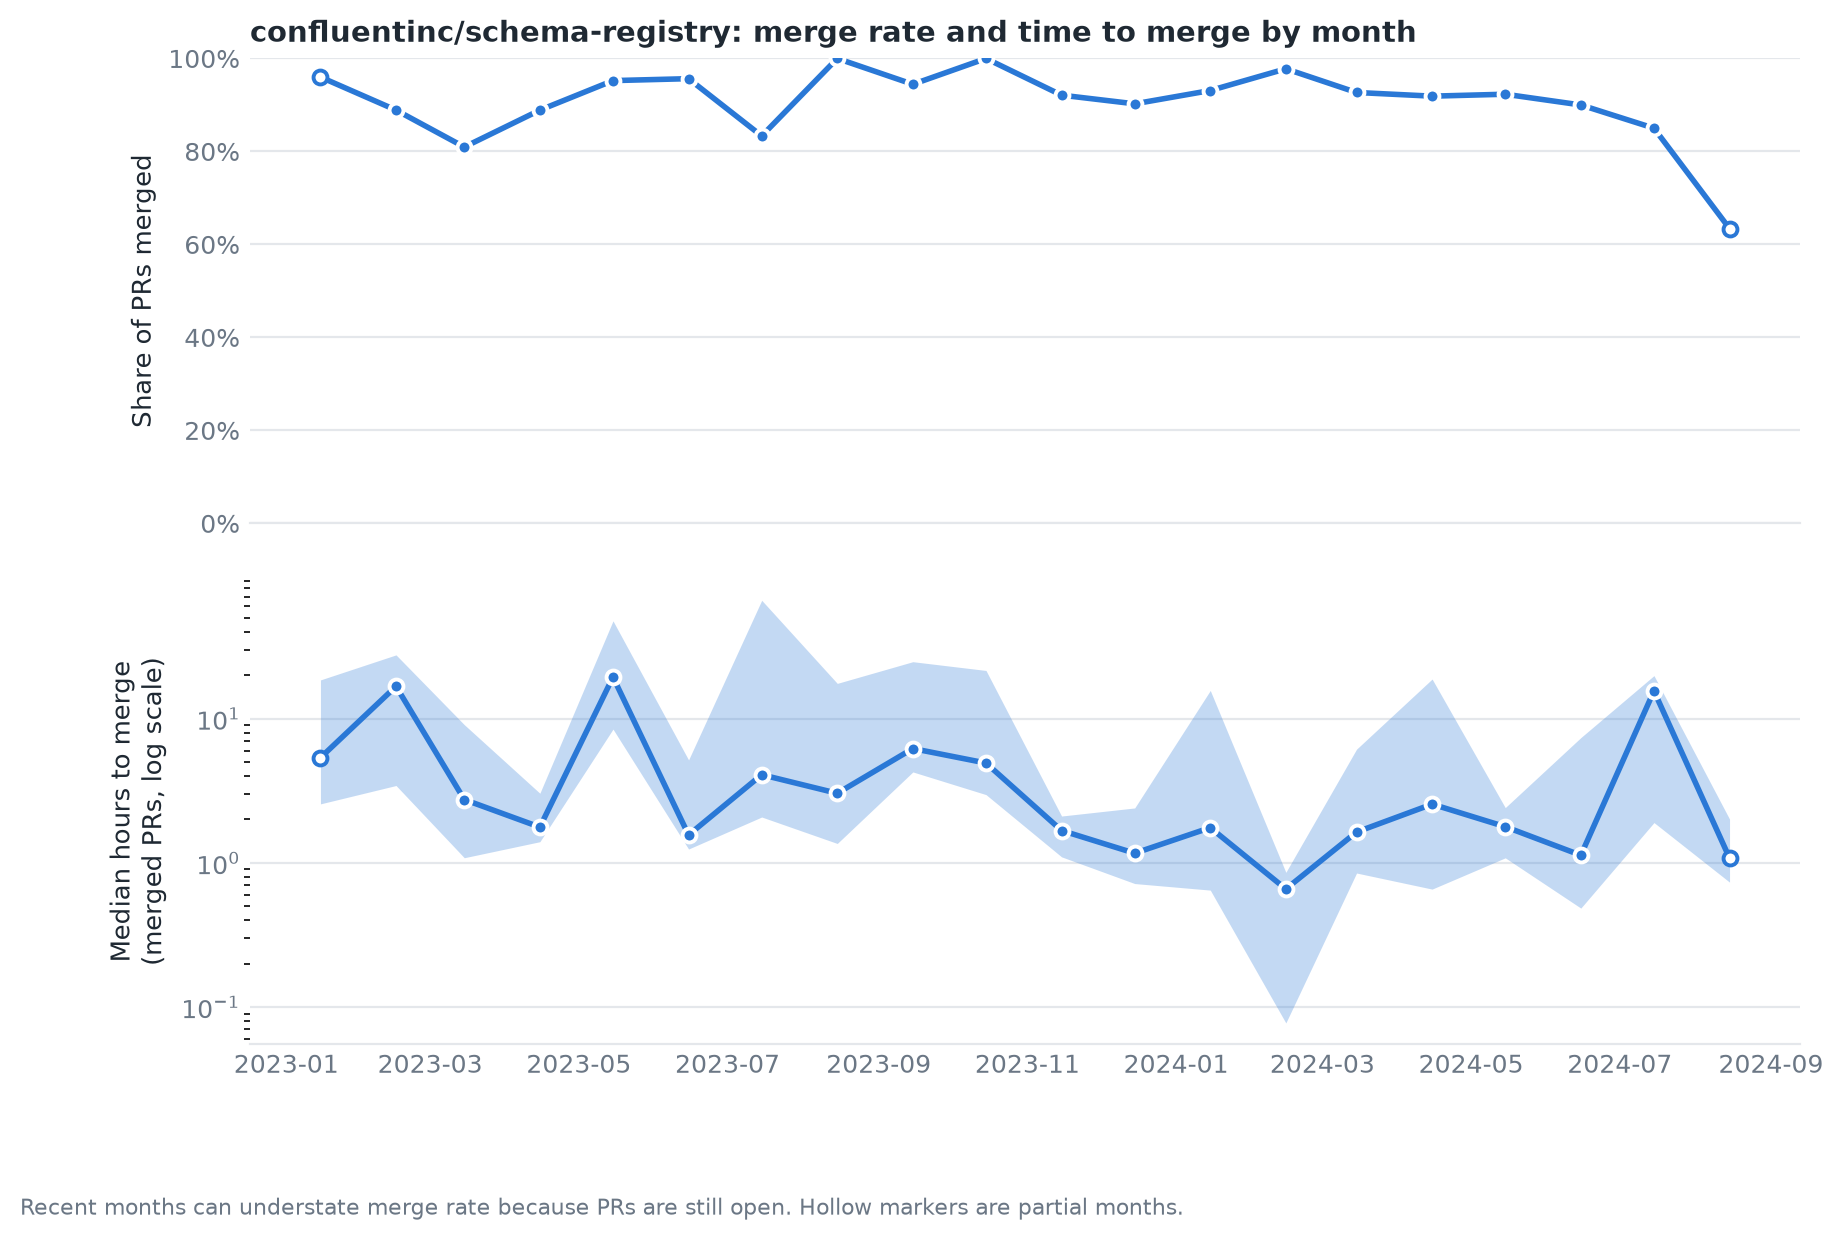 confluentinc/schema-registry: merge rate and time to merge by month
100%
80%
60%
40%
20%
0%
Share of PRs merged
10¹
10⁰
10⁻¹
Median hours to merge
(merged PRs, log scale)
2023-01 2023-03 2023-05 2023-07 2023-09 2023-11 2024-01 2024-03 2024-05 2024-07 2024-09
Recent months can understate merge rate because PRs are still open. Hollow markers are partial months.